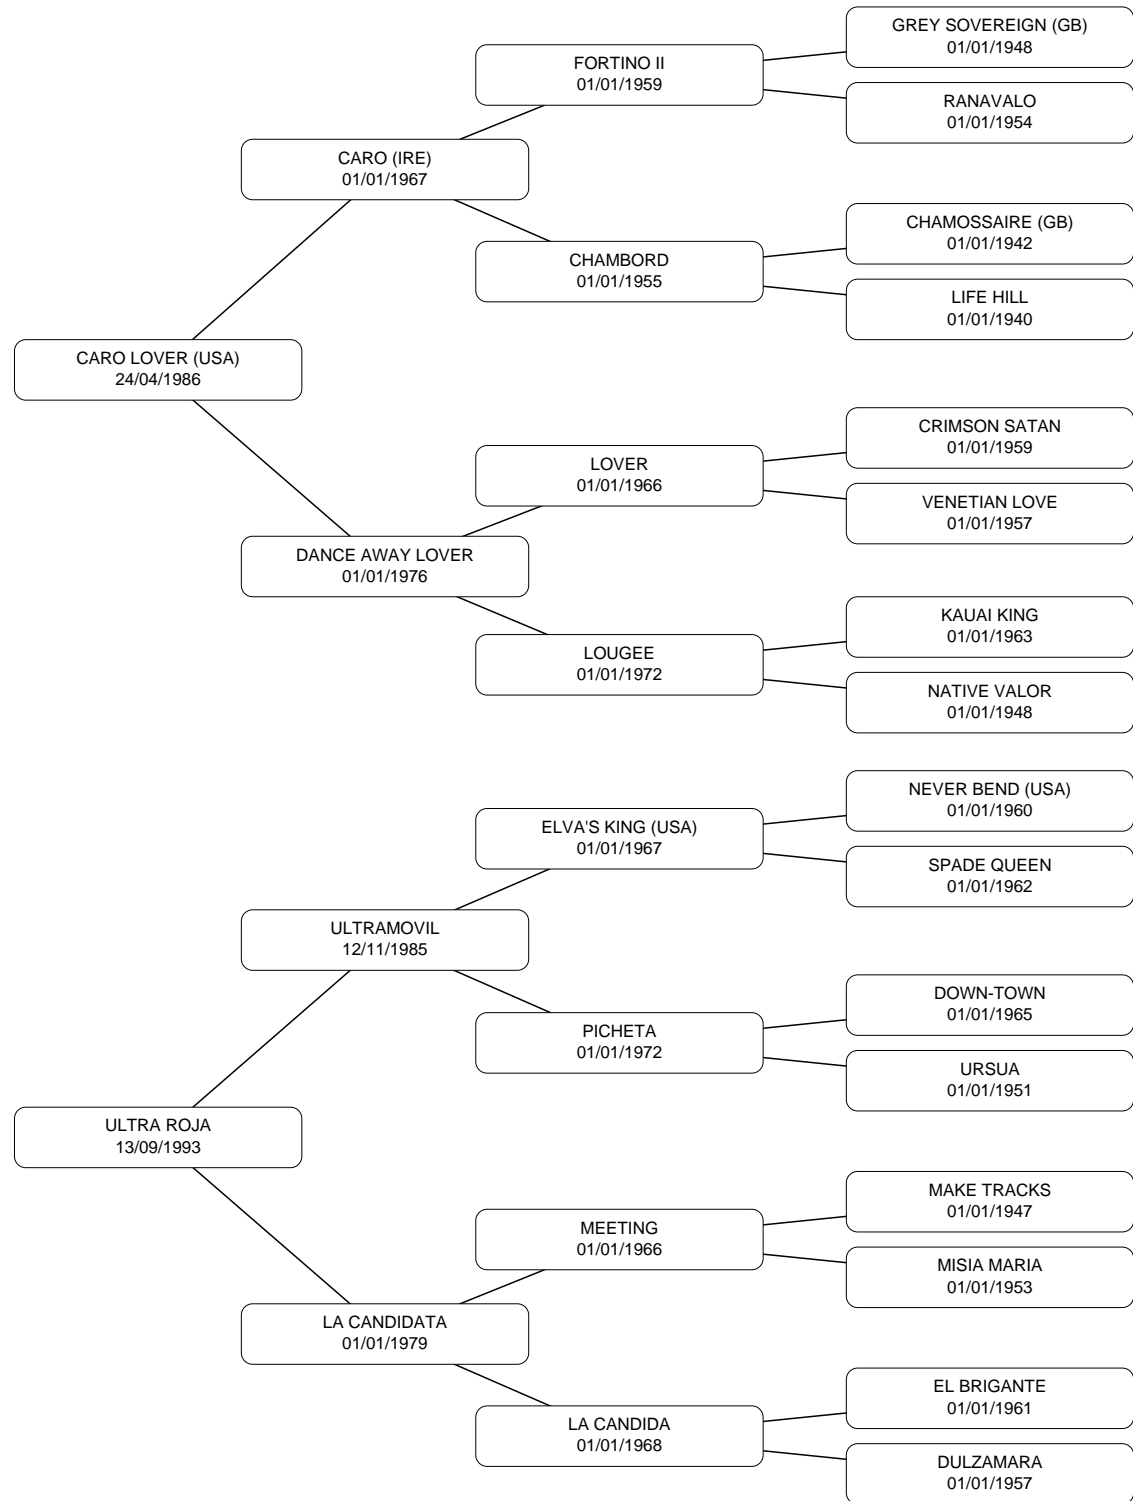 GREY SOVEREIGN (GB)
01/01/1948
FORTINO II
01/01/1959
RANAVALO
01/01/1954
CARO (IRE)
01/01/1967
CHAMOSSAIRE (GB)
01/01/1942
CHAMBORD
01/01/1955
LIFE HILL
01/01/1940
CARO LOVER (USA)
24/04/1986
CRIMSON SATAN
01/01/1959
LOVER
01/01/1966
VENETIAN LOVE
01/01/1957
DANCE AWAY LOVER
01/01/1976
KAUAI KING
01/01/1963
LOUGEE
01/01/1972
NATIVE VALOR
01/01/1948
NEVER BEND (USA)
01/01/1960
ELVA'S KING (USA)
01/01/1967
SPADE QUEEN
01/01/1962
ULTRAMOVIL
12/11/1985
DOWN-TOWN
01/01/1965
PICHETA
01/01/1972
URSUA
01/01/1951
ULTRA ROJA
13/09/1993
MAKE TRACKS
01/01/1947
MEETING
01/01/1966
MISIA MARIA
01/01/1953
LA CANDIDATA
01/01/1979
EL BRIGANTE
01/01/1961
LA CANDIDA
01/01/1968
DULZAMARA
01/01/1957